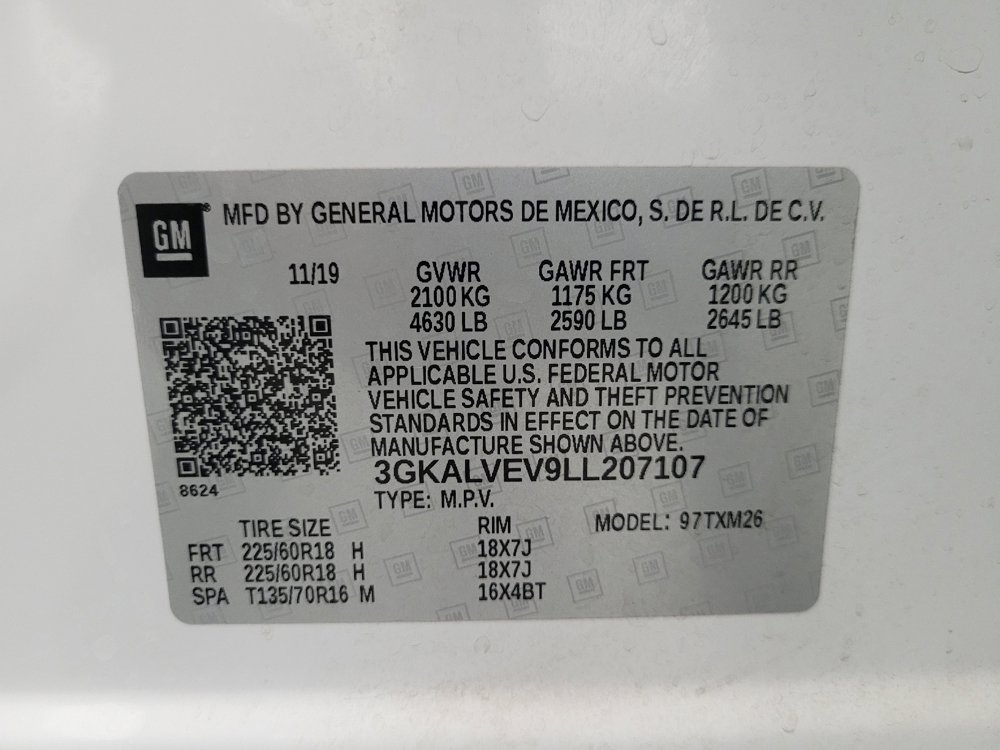 GM
MFD BY GENERAL MOTORS DE MEXICO, S. DE R.L. DE C.V.
11/19 GVWR GAWR FRT GAWR RR
2100 KG 1175 KG 1200 KG
4630 LB 2590 LB 2645 LB
THIS VEHICLE CONFORMS TO ALL
APPLICABLE U.S. FEDERAL MOTOR
VEHICLE SAFETY AND THEFT PREVENTION
STANDARDS IN EFFECT ON THE DATE OF
MANUFACTURE SHOWN ABOVE.
3GKALVEV9LL207107
8624
TYPE: M.P.V.
TIRE SIZE RIM MODEL: 97TXM26
FRT 225/60R18 H 18X7J
RR 225/60R18 H 18X7J
SPA T135/70R16 M 16X4BT